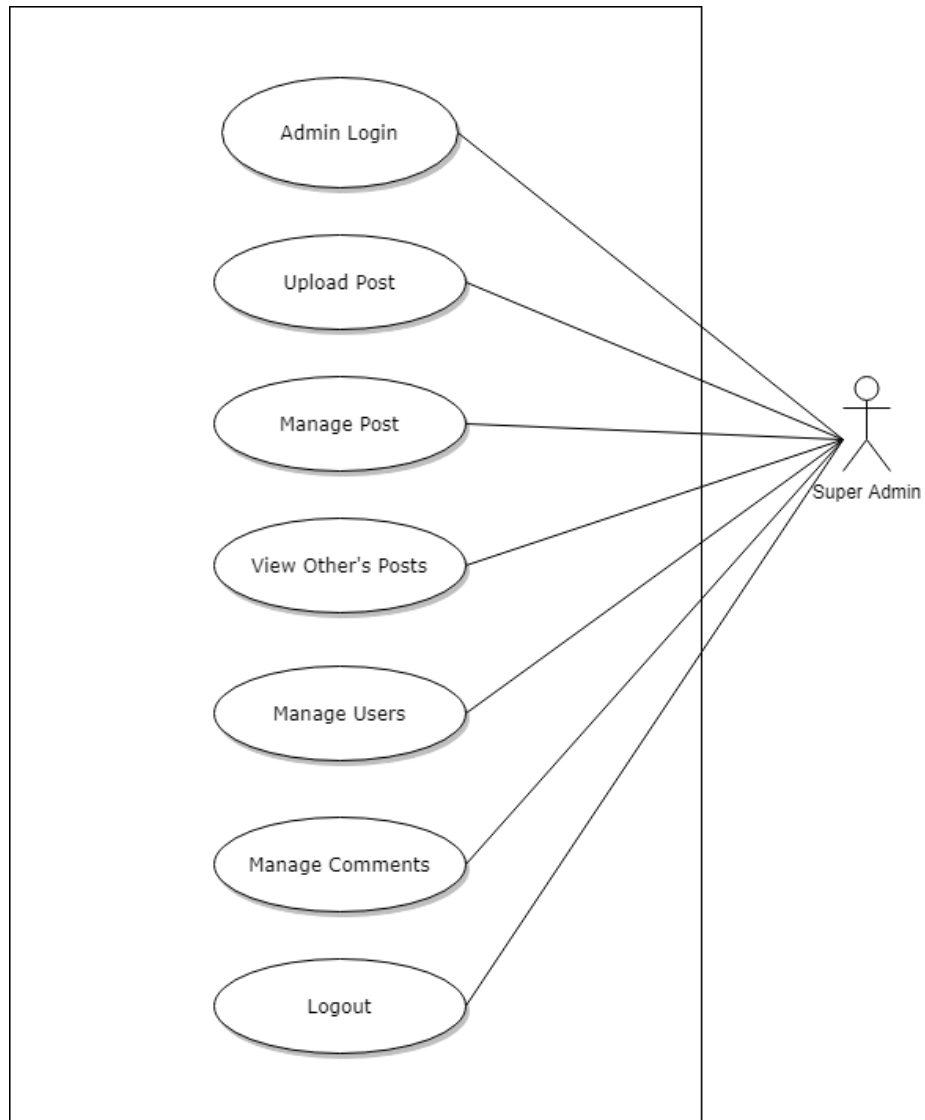 Admin Login
Upload Post
Manage Post
Super Admin
View Other's Posts
Manage Users
Manage Comments
Logout